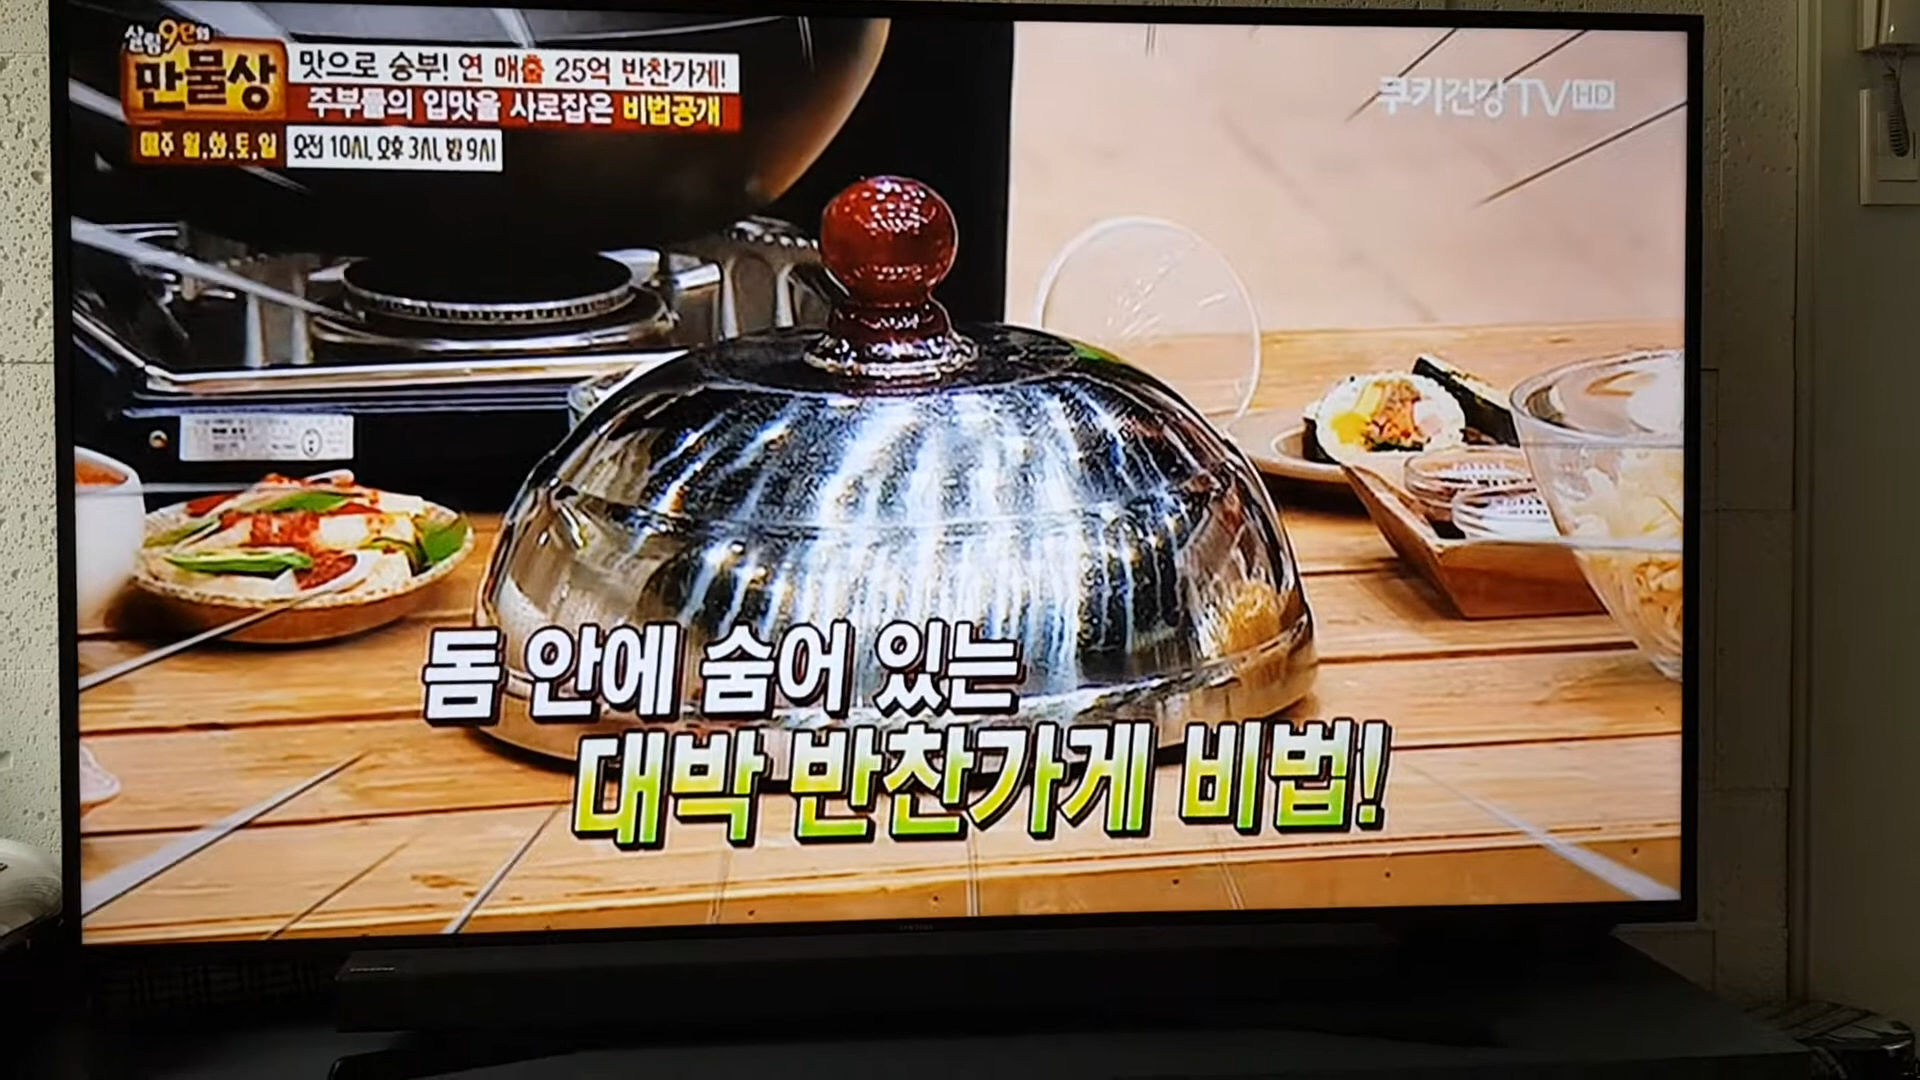 살림9단의
만물상
맛으로 승부! 연 매출 25억 반찬가게!
주부들의 입맛을 사로잡은 비법공개
매주 월,화,토,일 오전 10시, 오후 3시, 밤 9시
쿠키건강TV HD
돔 안에 숨어 있는
대박 반찬가게 비법!
SAMSUNG